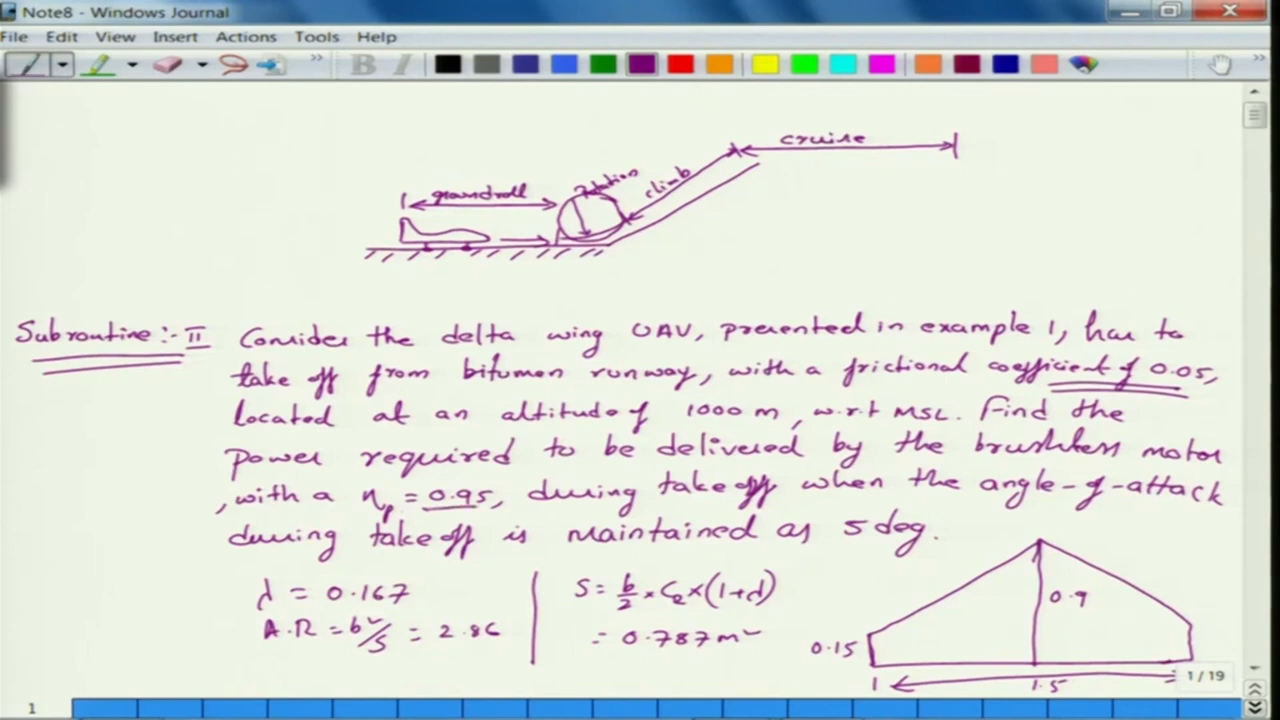 Note8 - Windows Journal
File Edit View Insert Actions Tools Help
cruise
groundroll
rotation
climb
Subroutine :- II Consider the delta wing UAV, presented in example 1, has to
take off from bitumen runway, with a frictional coefficient of 0.05,
located at an altitude of 1000 m, w.r.t MSL. Find the
power required to be delivered by the brushless motor
, with a ηp = 0.95, during takeoff when the angle-of-attack
during takeoff is maintained as 5 deg.
λ = 0.167
A.R = b²/S = 2.86
S = b/2 × Cr × (1+λ)
= 0.787 m²
0.9
0.15
1.5
1 / 19
1